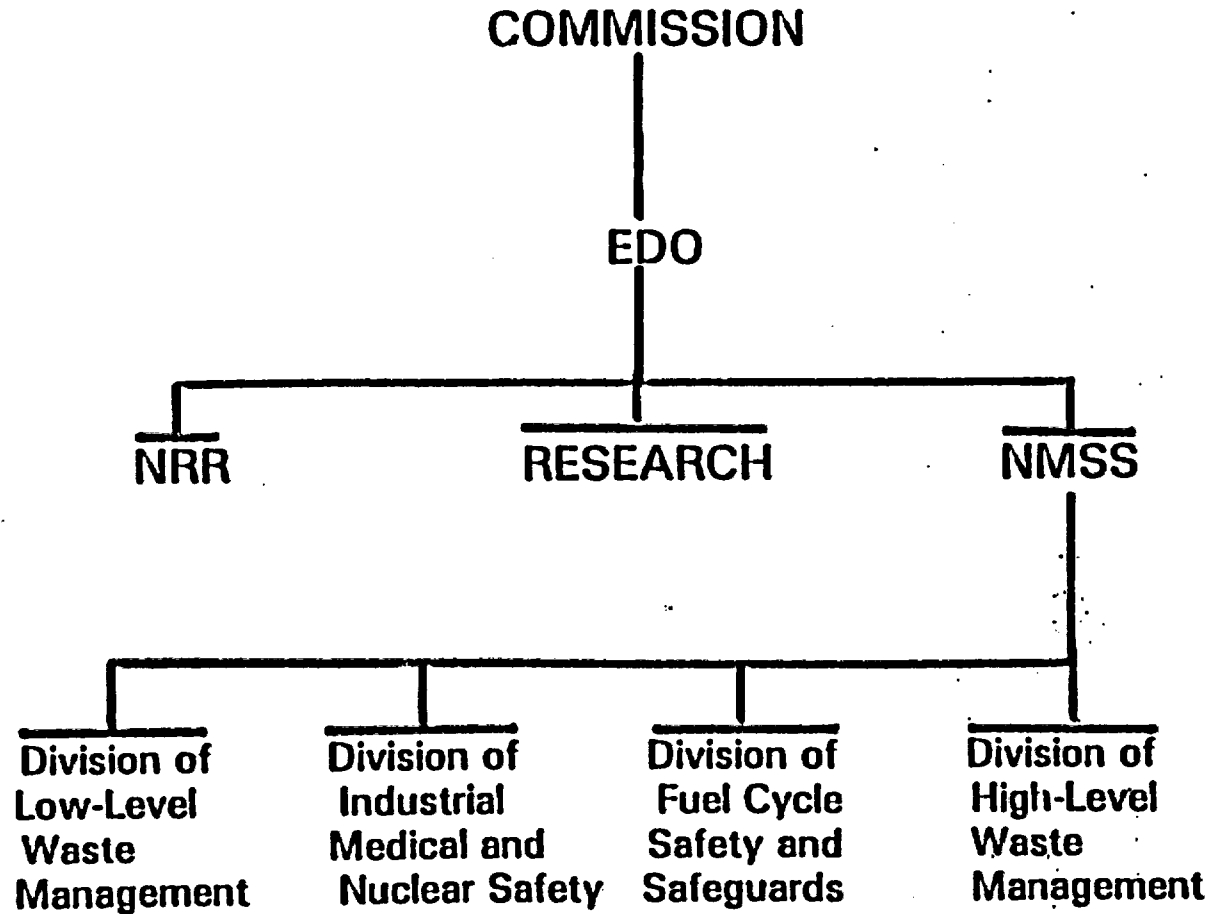 COMMISSION
EDO
NRR
RESEARCH
NMSS
Division of
Low-Level
Waste
Management
Division of
Industrial
Medical and
Nuclear Safety
Division of
Fuel Cycle
Safety and
Safeguards
Division of
High-Level
Waste
Management